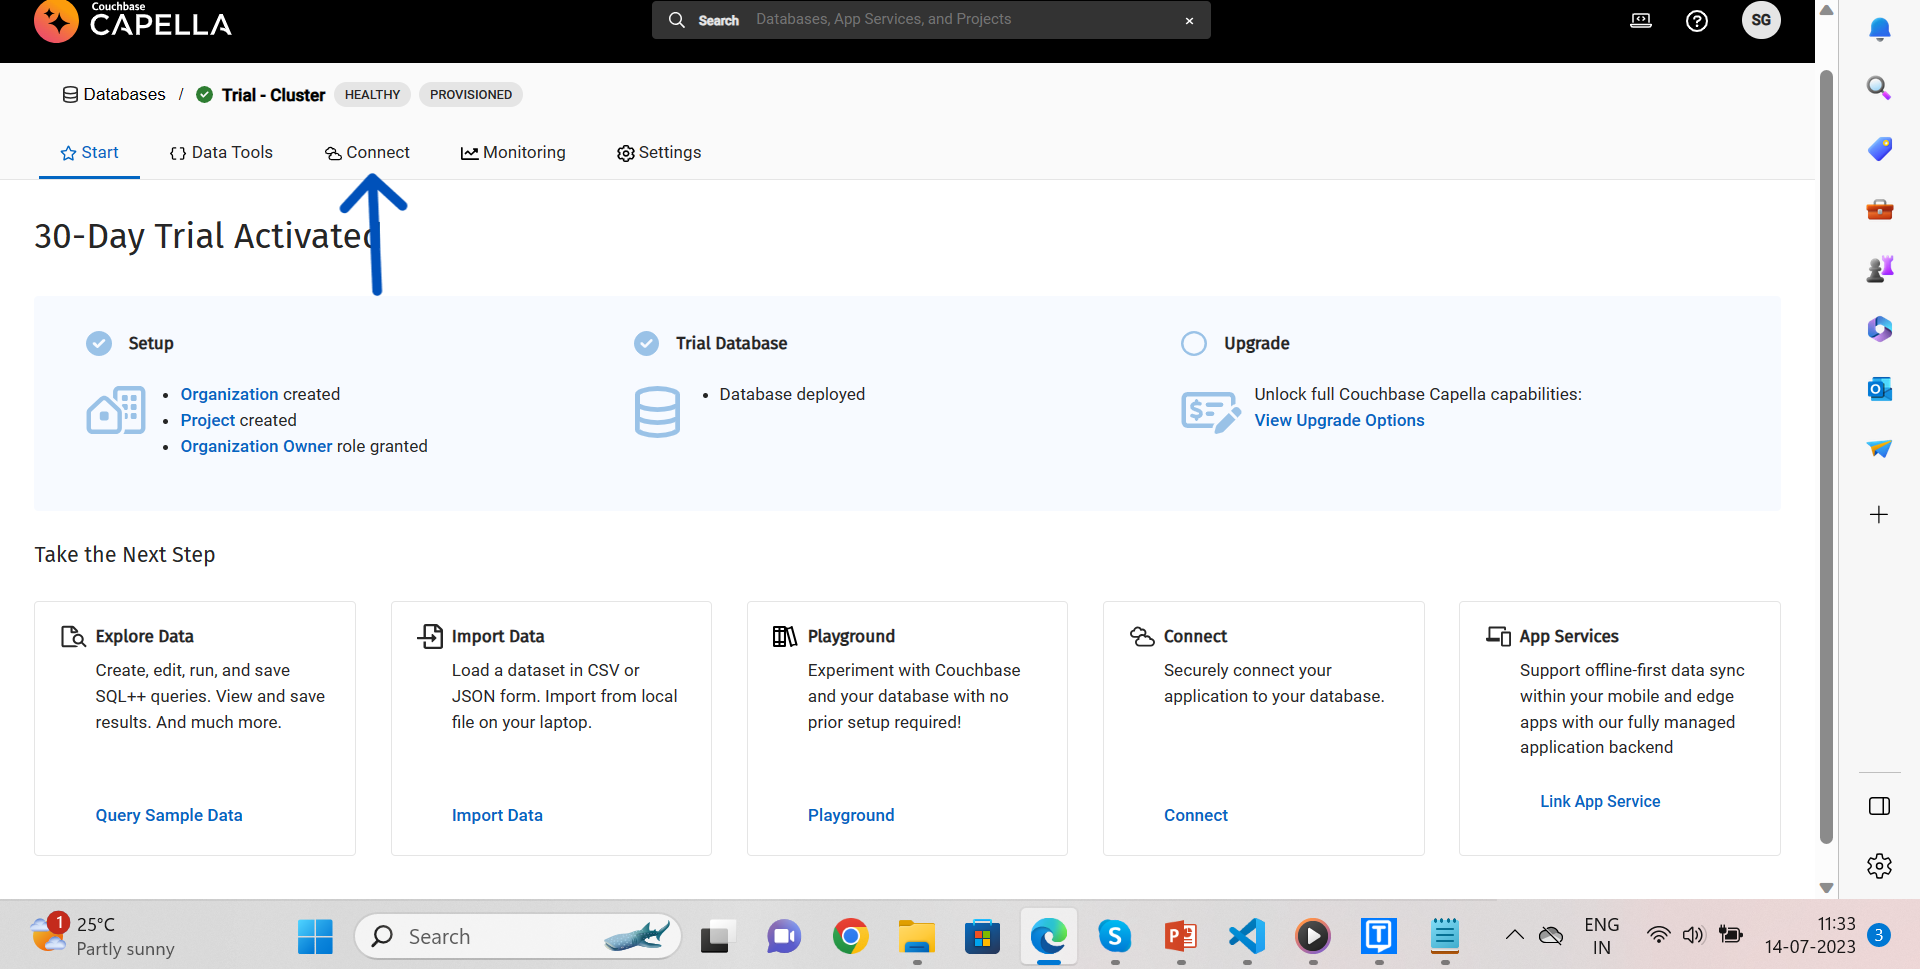 Couchbase
CAPELLA
Search Databases, App Services, and Projects ×
SG
Databases / Trial - Cluster HEALTHY PROVISIONED
Start Data Tools Connect Monitoring Settings
30-Day Trial Activated
Setup
Organization created
Project created
Organization Owner role granted
Trial Database
Database deployed
Upgrade
Unlock full Couchbase Capella capabilities:
View Upgrade Options
Take the Next Step
Explore Data
Create, edit, run, and save
SQL++ queries. View and save
results. And much more.
Query Sample Data
Import Data
Load a dataset in CSV or
JSON form. Import from local
file on your laptop.
Import Data
Playground
Experiment with Couchbase
and your database with no
prior setup required!
Playground
Connect
Securely connect your
application to your database.
Connect
App Services
Support offline-first data sync
within your mobile and edge
apps with our fully managed
application backend
Link App Service
1
25°C
Partly sunny
Search
ENG
IN
11:33
14-07-2023
3